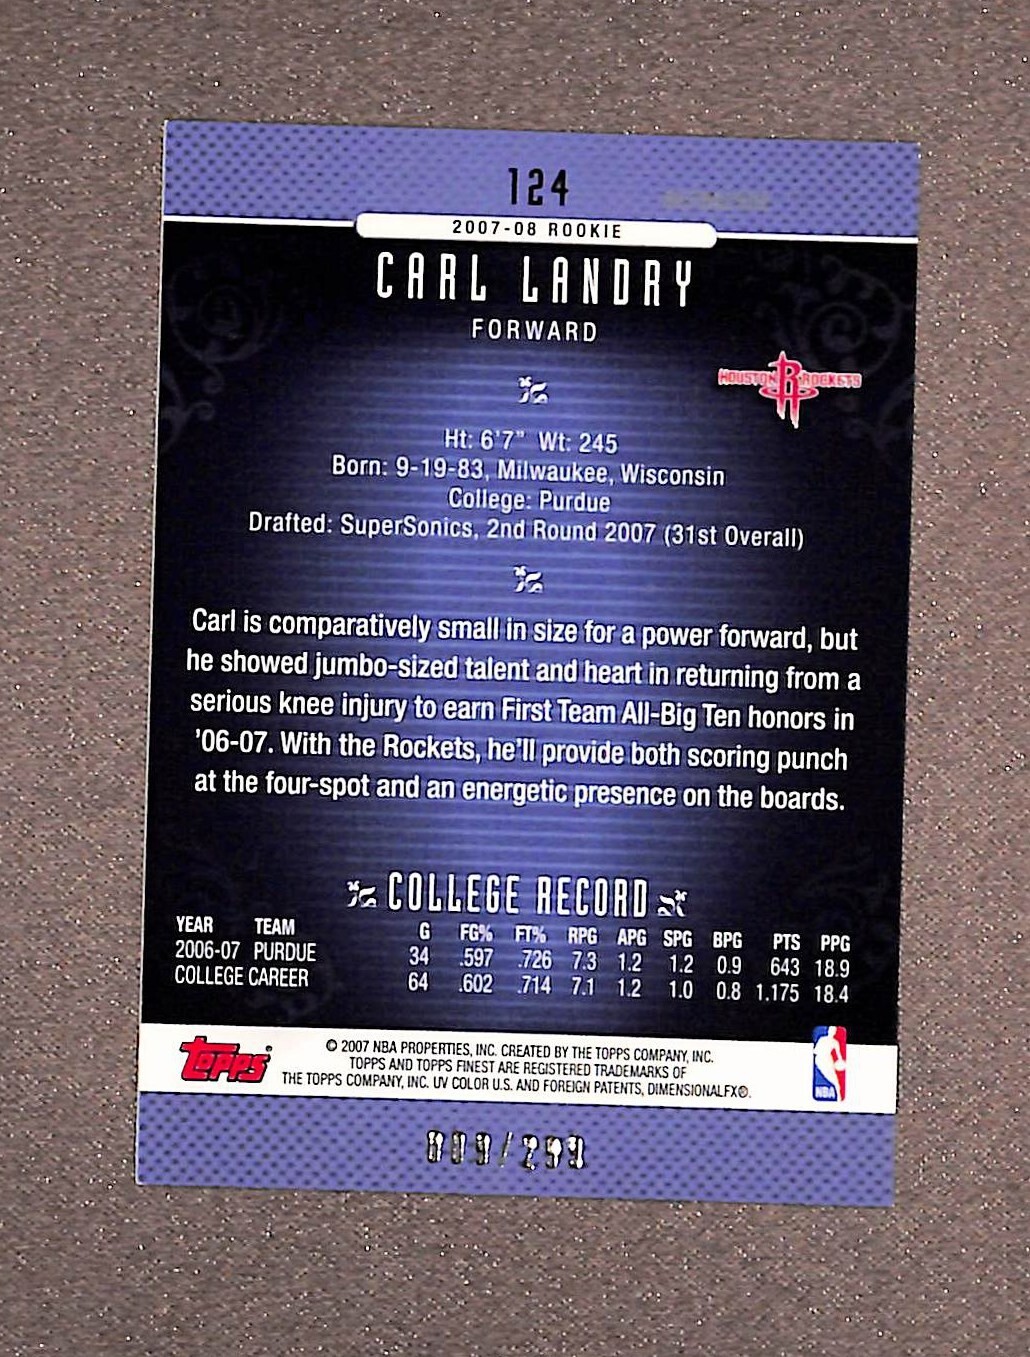 124
2007-08 ROOKIE
CARL LANDRY
FORWARD
HOUSTON R ROCKETS
Ht: 6'7" Wt: 245
Born: 9-19-83, Milwaukee, Wisconsin
College: Purdue
Drafted: SuperSonics, 2nd Round 2007 (31st Overall)
Carl is comparatively small in size for a power forward, but
he showed jumbo-sized talent and heart in returning from a
serious knee injury to earn First Team All-Big Ten honors in
'06-07. With the Rockets, he'll provide both scoring punch
at the four-spot and an energetic presence on the boards.
COLLEGE RECORD
YEAR TEAM G FG% FT% RPG APG SPG BPG PTS PPG
2006-07 PURDUE 34 .597 .726 7.3 1.2 1.2 0.9 643 18.9
COLLEGE CAREER 64 .602 .714 7.1 1.2 1.0 0.8 1.175 18.4
Topps®
© 2007 NBA PROPERTIES, INC. CREATED BY THE TOPPS COMPANY, INC.
TOPPS AND TOPPS FINEST ARE REGISTERED TRADEMARKS OF
THE TOPPS COMPANY, INC. UV COLOR U.S. AND FOREIGN PATENTS, DIMENSIONALFX®.
NBA